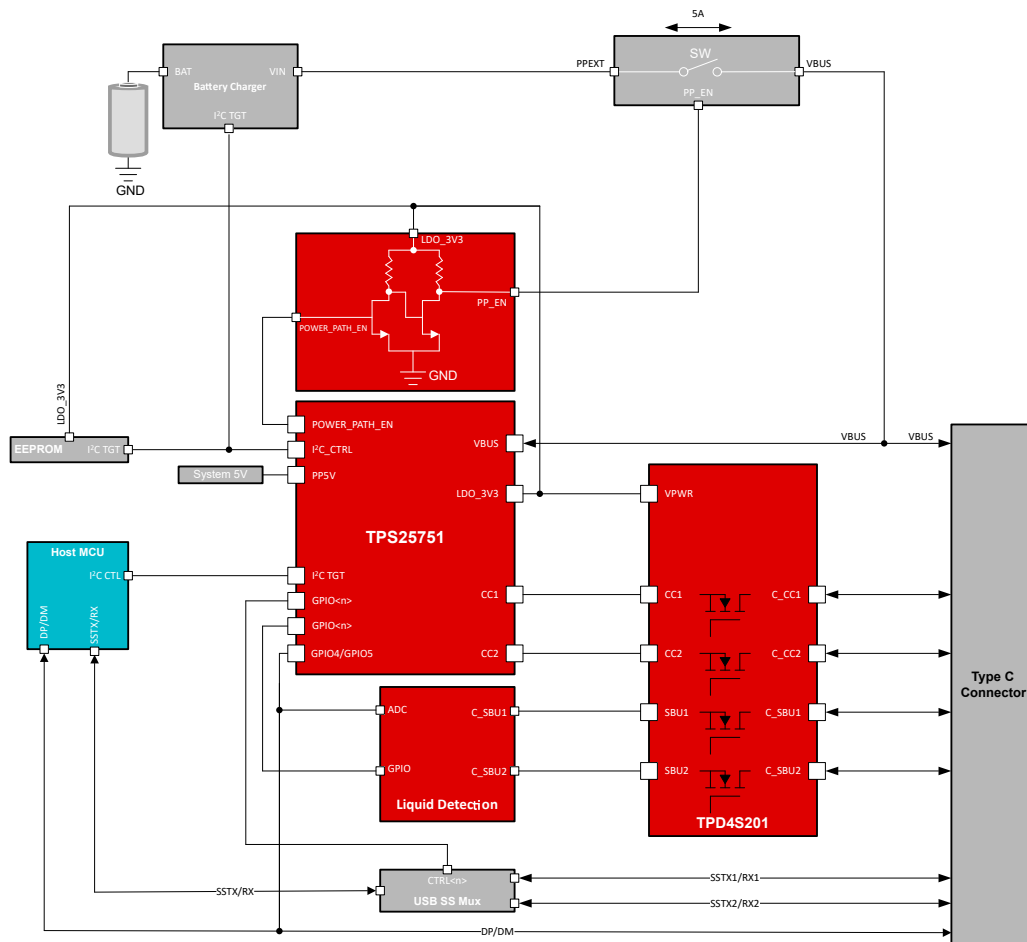 5A
SW
PPEXT
VBUS
PP_EN
BAT
VIN
Battery Charger
I²C TGT
GND
LDO_3V3
PP_EN
POWER_PATH_EN
GND
LDO_3V3
EEPROM
I²C TGT
System 5V
POWER_PATH_EN
I²C_CTRL
PP5V
VBUS
LDO_3V3
TPS25751
I²C TGT
GPIO<n>
GPIO<n>
GPIO4/GPIO5
CC1
CC2
VBUS
VBUS
VPWR
CC1
C_CC1
CC2
C_CC2
SBU1
C_SBU1
SBU2
C_SBU2
TPD4S201
Type C
Connector
Host MCU
I²C CTL
DP/DM
SSTX/RX
ADC
C_SBU1
GPIO
C_SBU2
Liquid Detection
CTRL<n>
USB SS Mux
SSTX/RX
SSTX1/RX1
SSTX2/RX2
DP/DM